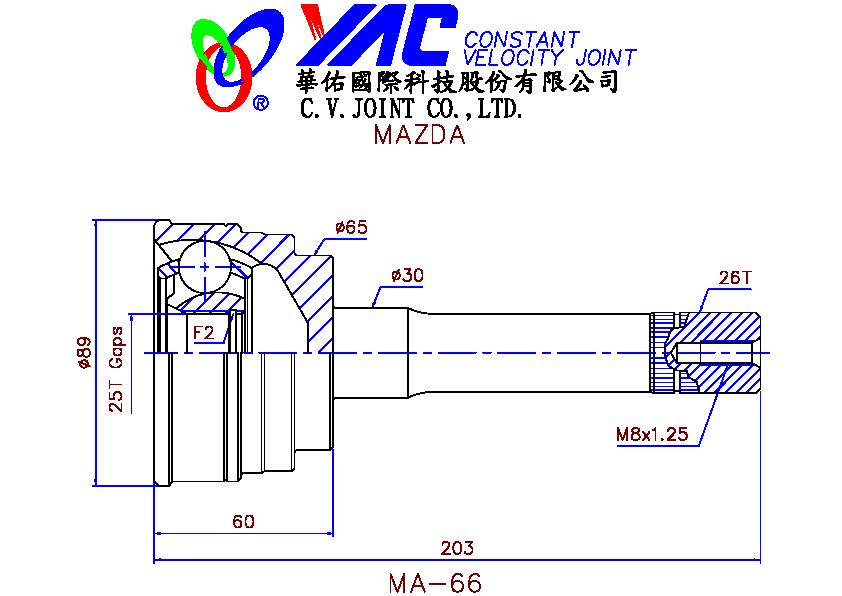 YAC CONSTANT
VELOCITY JOINT
華佑國際科技股份有限公司
®
C.V.JOINT CO.,LTD.
MAZDA
ø65
ø30
26T
F2
ø89
25T Gaps
M8x1.25
60
203
MA-66